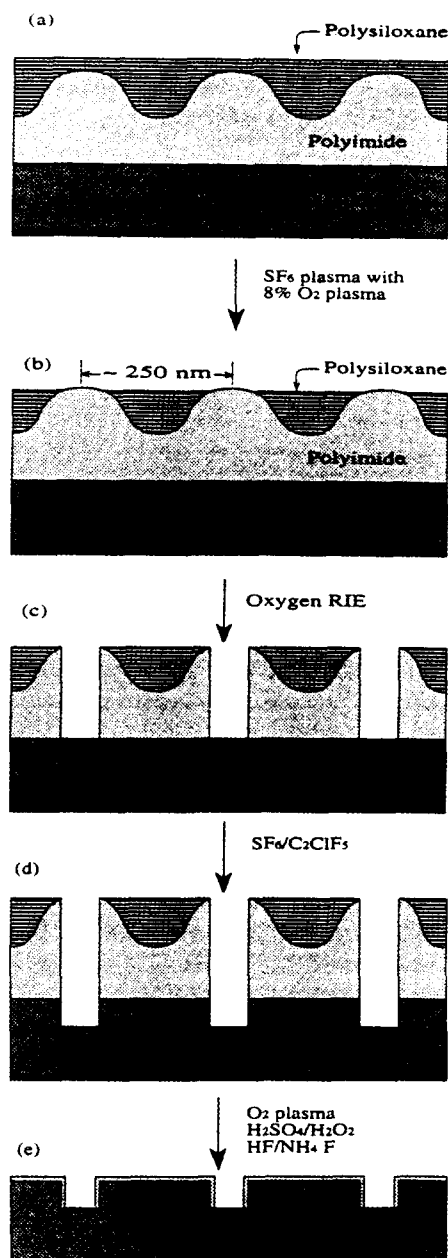 (a)
Polysiloxane
Polyimide
SF6 plasma with
8% O2 plasma
(b)
~ 250 nm
Polysiloxane
Polyimide
(c)
Oxygen RIE
SF6/C2ClF5
(d)
O2 plasma
H2SO4/H2O2
HF/NH4 F
(e)